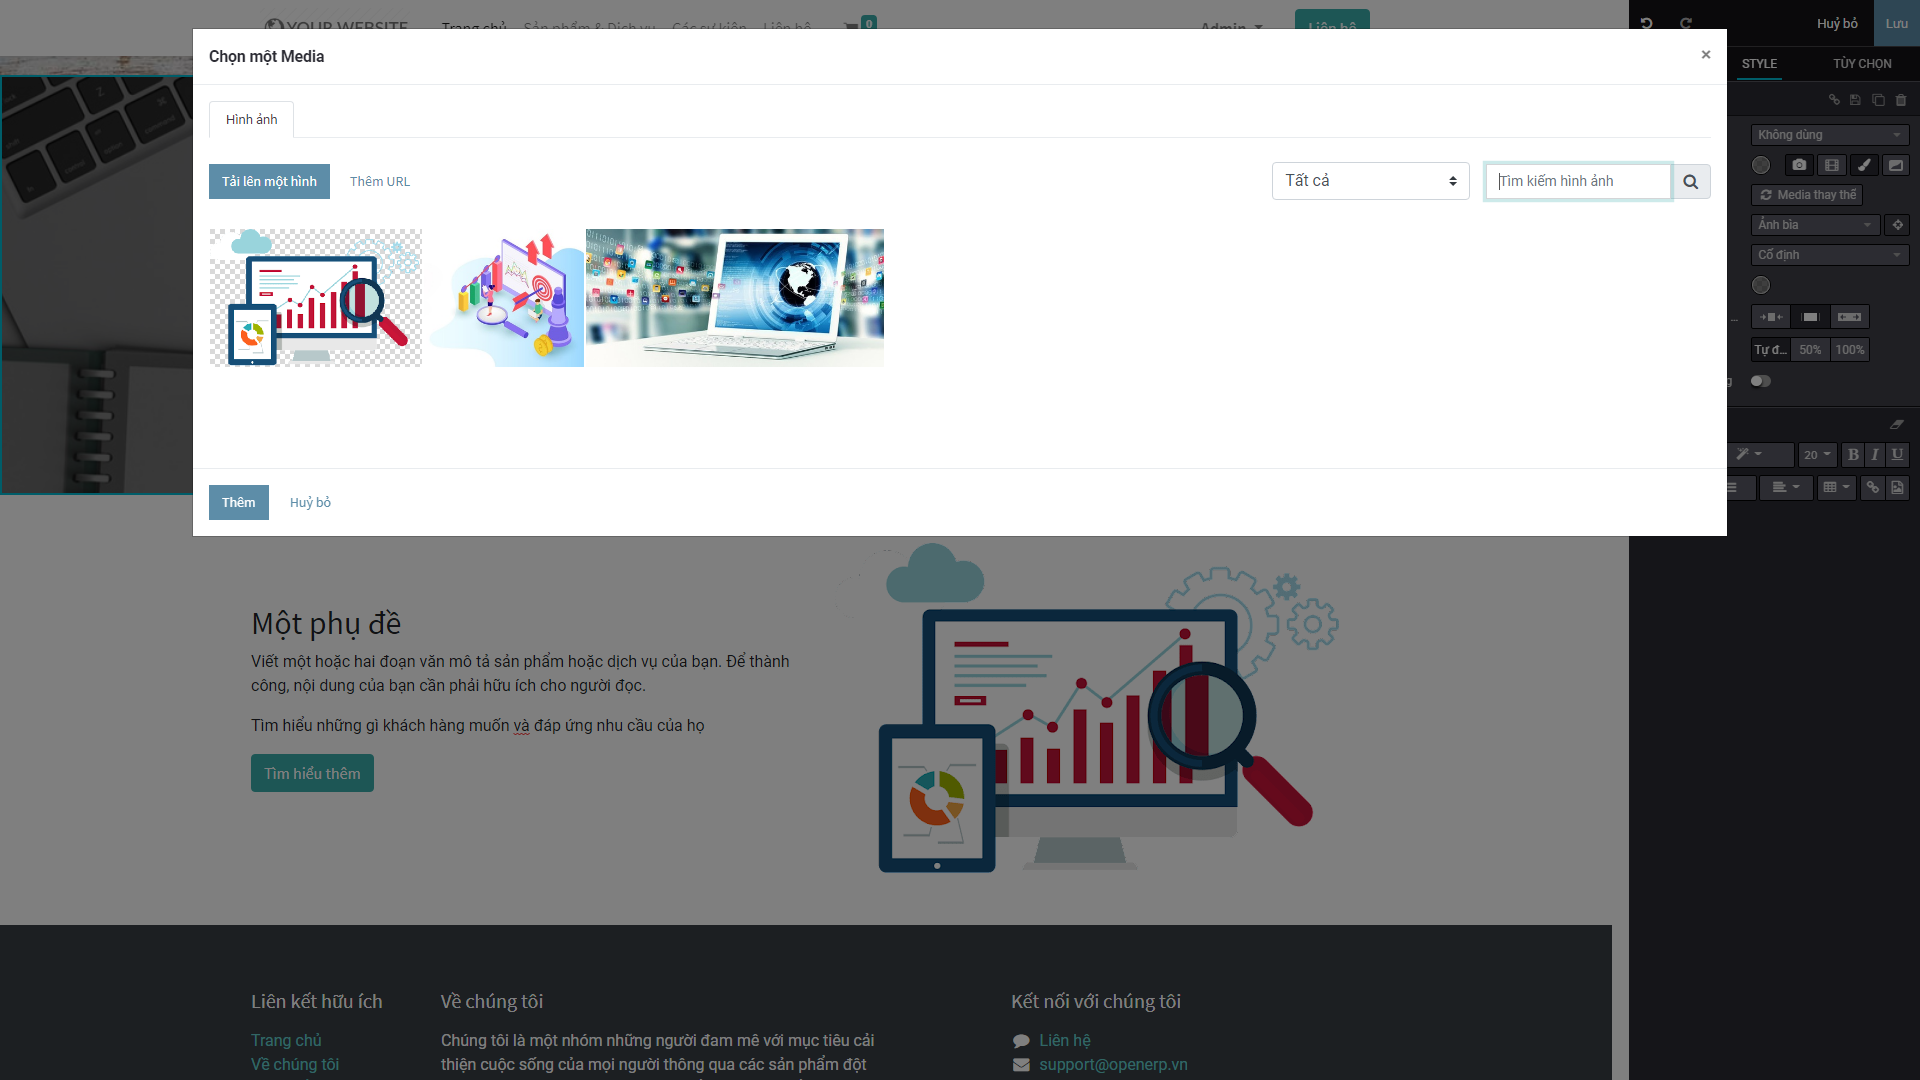 YOUR WEBSITE
Trang chủ
Sản phẩm & Dịch vụ
Các sự kiện
Liên hệ
0
Admin
Liên hệ
Huỷ bỏ
Lưu
Chọn một Media
×
STYLE
TÙY CHỌN
Hình ảnh
Không dùng
Tải lên một hình
Thêm URL
Tất cả
Tìm kiếm hình ảnh
Media thay thế
Ảnh bìa
Cố định
Tự đ...
50%
100%
20
B I U
Thêm
Huỷ bỏ
Một phụ đề
Viết một hoặc hai đoạn văn mô tả sản phẩm hoặc dịch vụ của bạn. Để thành
công, nội dung của bạn cần phải hữu ích cho người đọc.
Tìm hiểu những gì khách hàng muốn và đáp ứng nhu cầu của họ
Tìm hiểu thêm
Liên kết hữu ích
Về chúng tôi
Kết nối với chúng tôi
Trang chủ
Chúng tôi là một nhóm những người đam mê với mục tiêu cải
Liên hệ
Về chúng tôi
thiện cuộc sống của mọi người thông qua các sản phẩm đột
support@openerp.vn